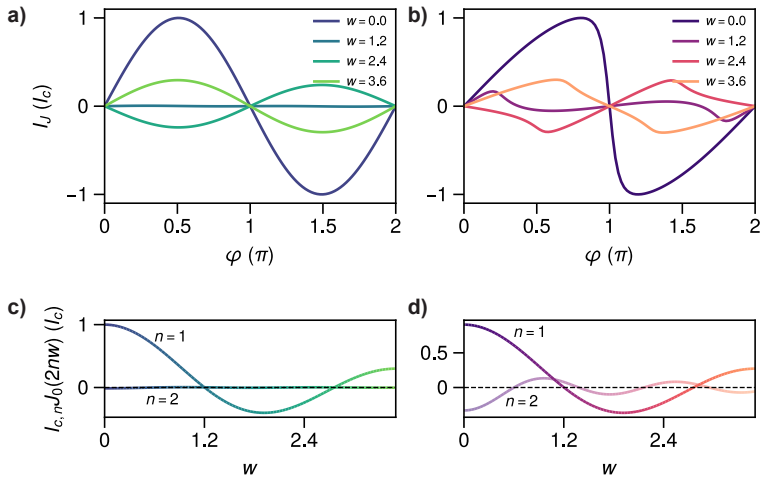 a)
w = 0.0
w = 1.2
w = 2.4
w = 3.6
1
0
−1
I_J (I_c)
0
0.5
1
1.5
2
φ (π)
b)
w = 0.0
w = 1.2
w = 2.4
w = 3.6
1
0
−1
0
0.5
1
1.5
2
φ (π)
c)
I_{c,n}J_0(2nw) (I_c)
1
0
n = 1
n = 2
0
1.2
2.4
w
d)
0.5
0
n = 1
n = 2
0
1.2
2.4
w